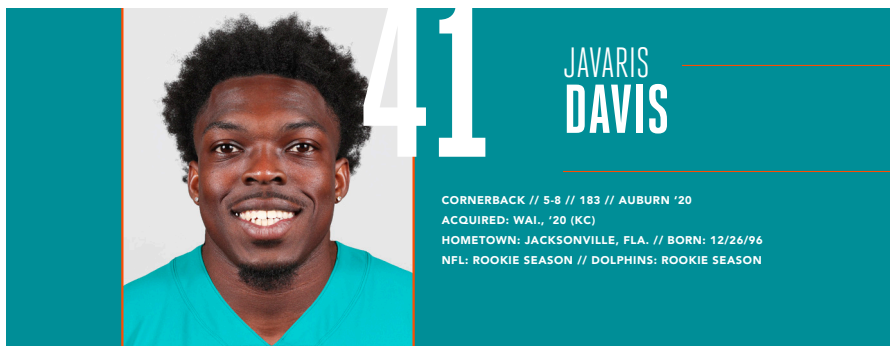 41
JAVARIS
DAVIS
CORNERBACK // 5-8 // 183 // AUBURN ’20
ACQUIRED: WAI., ’20 (KC)
HOMETOWN: JACKSONVILLE, FLA. // BORN: 12/26/96
NFL: ROOKIE SEASON // DOLPHINS: ROOKIE SEASON